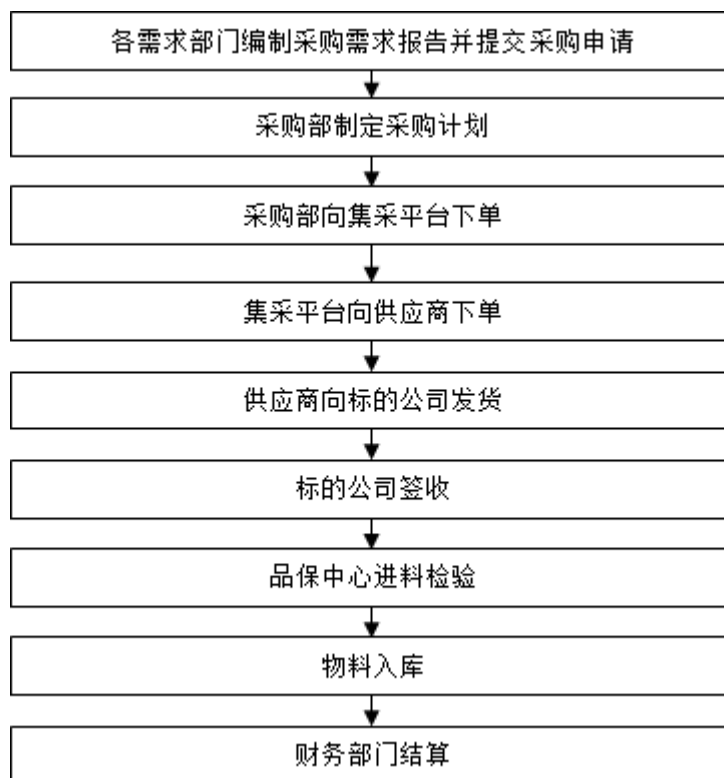 各需求部门编制采购需求报告并提交采购申请
采购部制定采购计划
采购部向集采平台下单
集采平台向供应商下单
供应商向标的公司发货
标的公司签收
品保中心进料检验
物料入库
财务部门结算